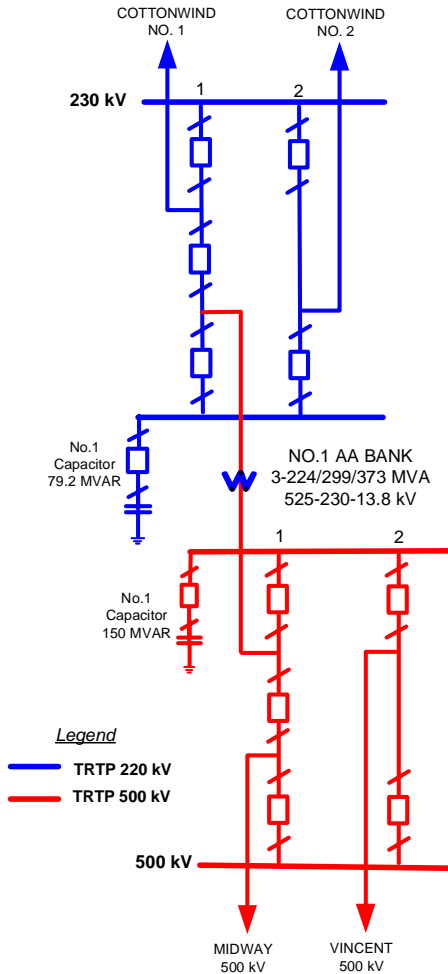 COTTONWIND
NO. 1
COTTONWIND
NO. 2
1
2
230 kV
No.1
Capacitor
79.2 MVAR
NO.1 AA BANK
3-224/299/373 MVA
525-230-13.8 kV
1
2
No.1
Capacitor
150 MVAR
Legend
TRTP 220 kV
TRTP 500 kV
500 kV
MIDWAY
500 kV
VINCENT
500 kV